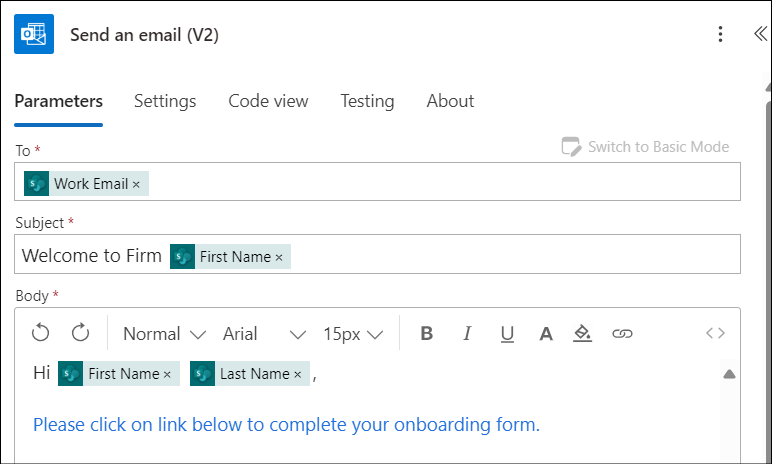 Send an email (V2)
Parameters Settings Code view Testing About
To *
Switch to Basic Mode
Work Email ×
Subject *
Welcome to Firm First Name ×
Body *
Normal Arial 15px B I U A
Hi First Name × Last Name × ,
Please click on link below to complete your onboarding form.